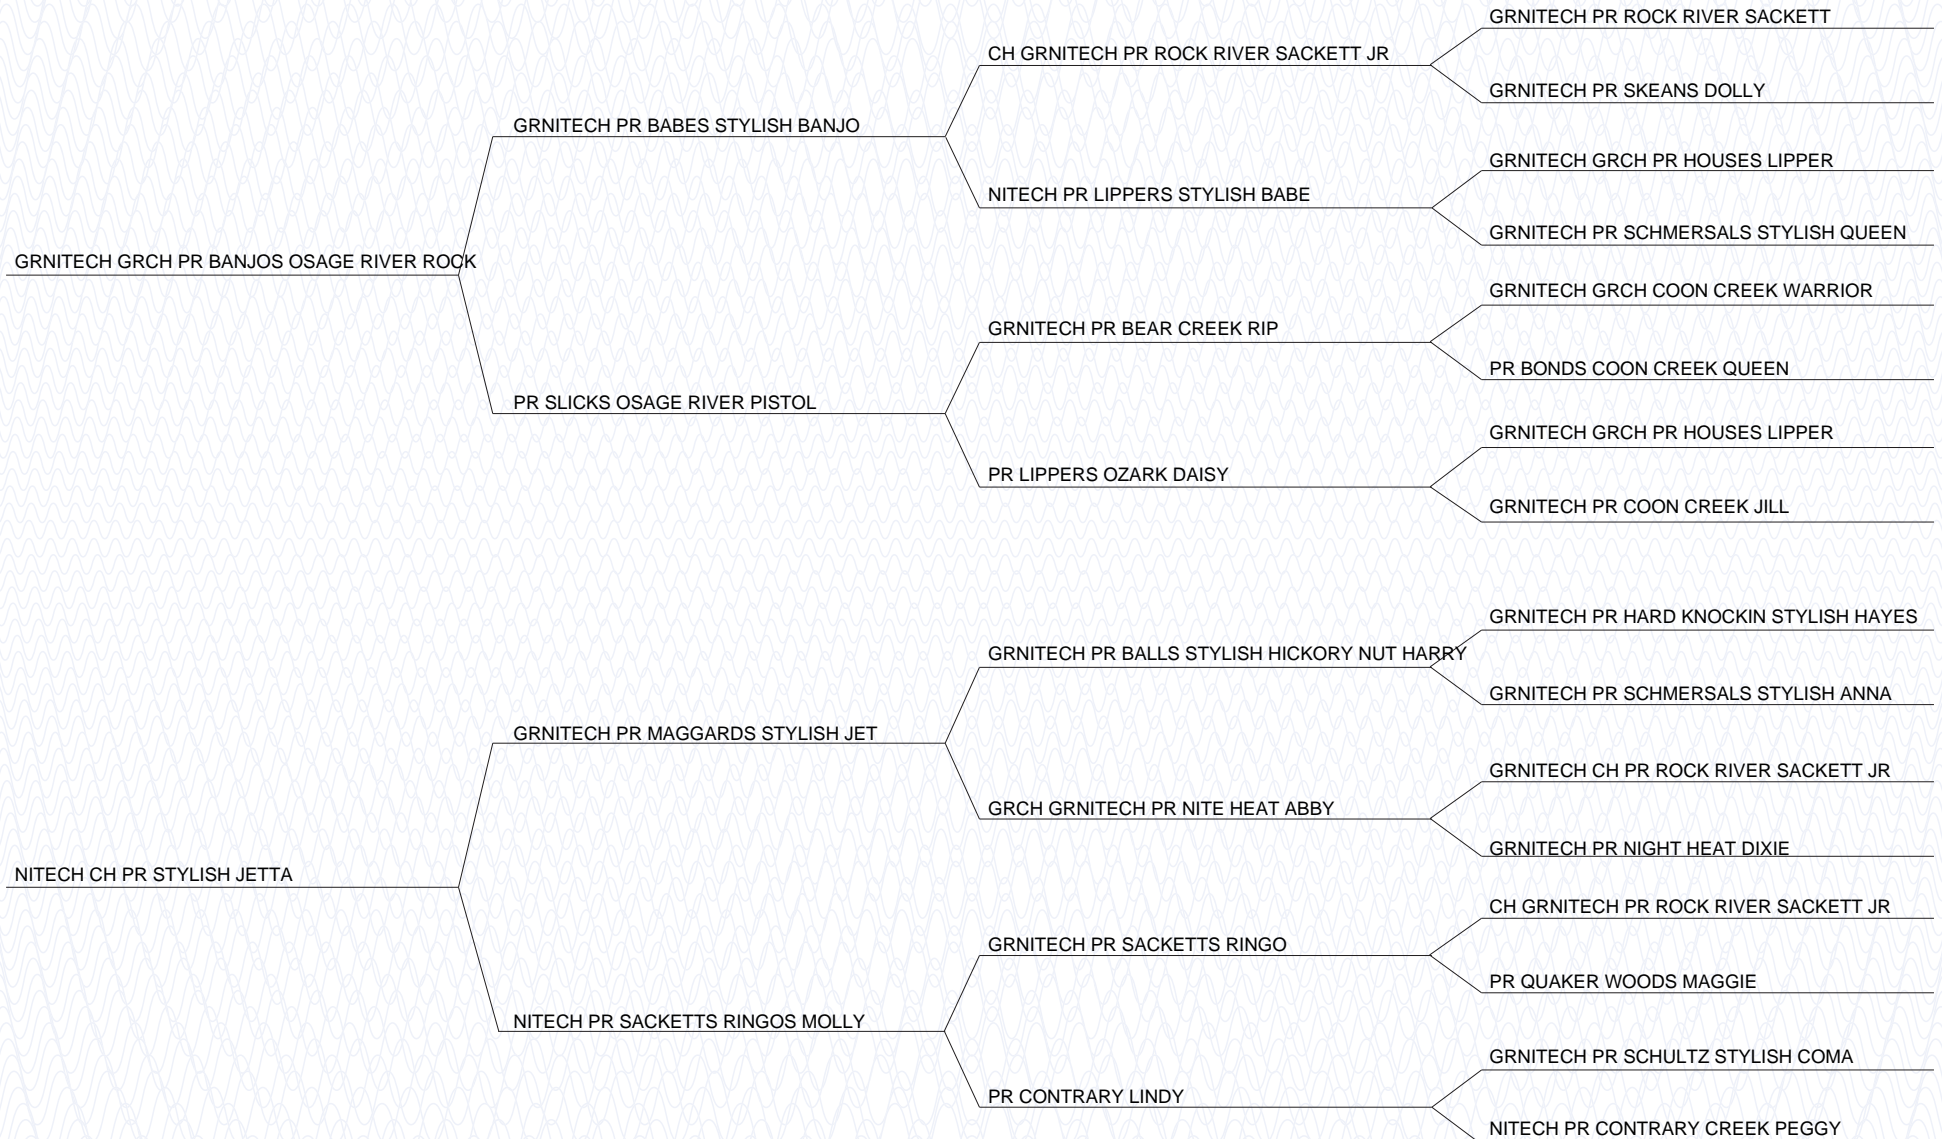 GRNITECH PR ROCK RIVER SACKETT
CH GRNITECH PR ROCK RIVER SACKETT JR
GRNITECH PR SKEANS DOLLY
GRNITECH PR BABES STYLISH BANJO
GRNITECH GRCH PR HOUSES LIPPER
NITECH PR LIPPERS STYLISH BABE
GRNITECH PR SCHMERSALS STYLISH QUEEN
GRNITECH GRCH PR BANJOS OSAGE RIVER ROCK
GRNITECH GRCH COON CREEK WARRIOR
GRNITECH PR BEAR CREEK RIP
PR BONDS COON CREEK QUEEN
PR SLICKS OSAGE RIVER PISTOL
GRNITECH GRCH PR HOUSES LIPPER
PR LIPPERS OZARK DAISY
GRNITECH PR COON CREEK JILL
GRNITECH PR HARD KNOCKIN STYLISH HAYES
GRNITECH PR BALLS STYLISH HICKORY NUT HARRY
GRNITECH PR SCHMERSALS STYLISH ANNA
GRNITECH PR MAGGARDS STYLISH JET
GRNITECH CH PR ROCK RIVER SACKETT JR
GRCH GRNITECH PR NITE HEAT ABBY
GRNITECH PR NIGHT HEAT DIXIE
NITECH CH PR STYLISH JETTA
CH GRNITECH PR ROCK RIVER SACKETT JR
GRNITECH PR SACKETTS RINGO
PR QUAKER WOODS MAGGIE
NITECH PR SACKETTS RINGOS MOLLY
GRNITECH PR SCHULTZ STYLISH COMA
PR CONTRARY LINDY
NITECH PR CONTRARY CREEK PEGGY